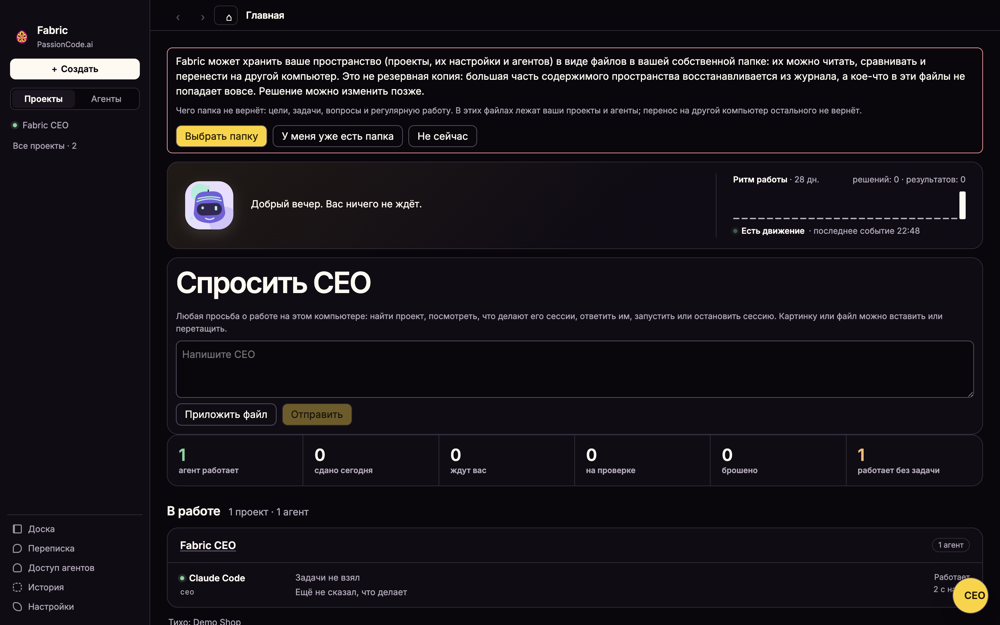 Fabric
PassionCode.ai
+ Создать
Проекты
Агенты
Fabric CEO
Все проекты · 2
Доска
Переписка
Доступ агентов
История
Настройки
Главная
Fabric может хранить ваше пространство (проекты, их настройки и агентов) в виде файлов в вашей собственной папке: их можно читать, сравнивать и
перенести на другой компьютер. Это не резервная копия: большая часть содержимого пространства восстанавливается из журнала, а кое-что в эти файлы не
попадает вовсе. Решение можно изменить позже.
Чего папка не вернёт: цели, задачи, вопросы и регулярную работу. В этих файлах лежат ваши проекты и агенты; перенос на другой компьютер остального не вернёт.
Выбрать папку
У меня уже есть папка
Не сейчас
Добрый вечер. Вас ничего не ждёт.
Ритм работы · 28 дн.
решений: 0 · результатов: 0
Есть движение · последнее событие 22:48
Спросить CEO
Любая просьба о работе на этом компьютере: найти проект, посмотреть, что делают его сессии, ответить им, запустить или остановить сессию. Картинку или файл можно вставить или
перетащить.
Напишите CEO
Приложить файл
Отправить
1
агент работает
0
сдано сегодня
0
ждут вас
0
на проверке
0
брошено
1
работает без задачи
В работе
1 проект · 1 агент
Fabric CEO
1 агент
Claude Code
ceo
Задачи не взял
Ещё не сказал, что делает
Работает
2 с
CEO
Тихо: Demo Shop